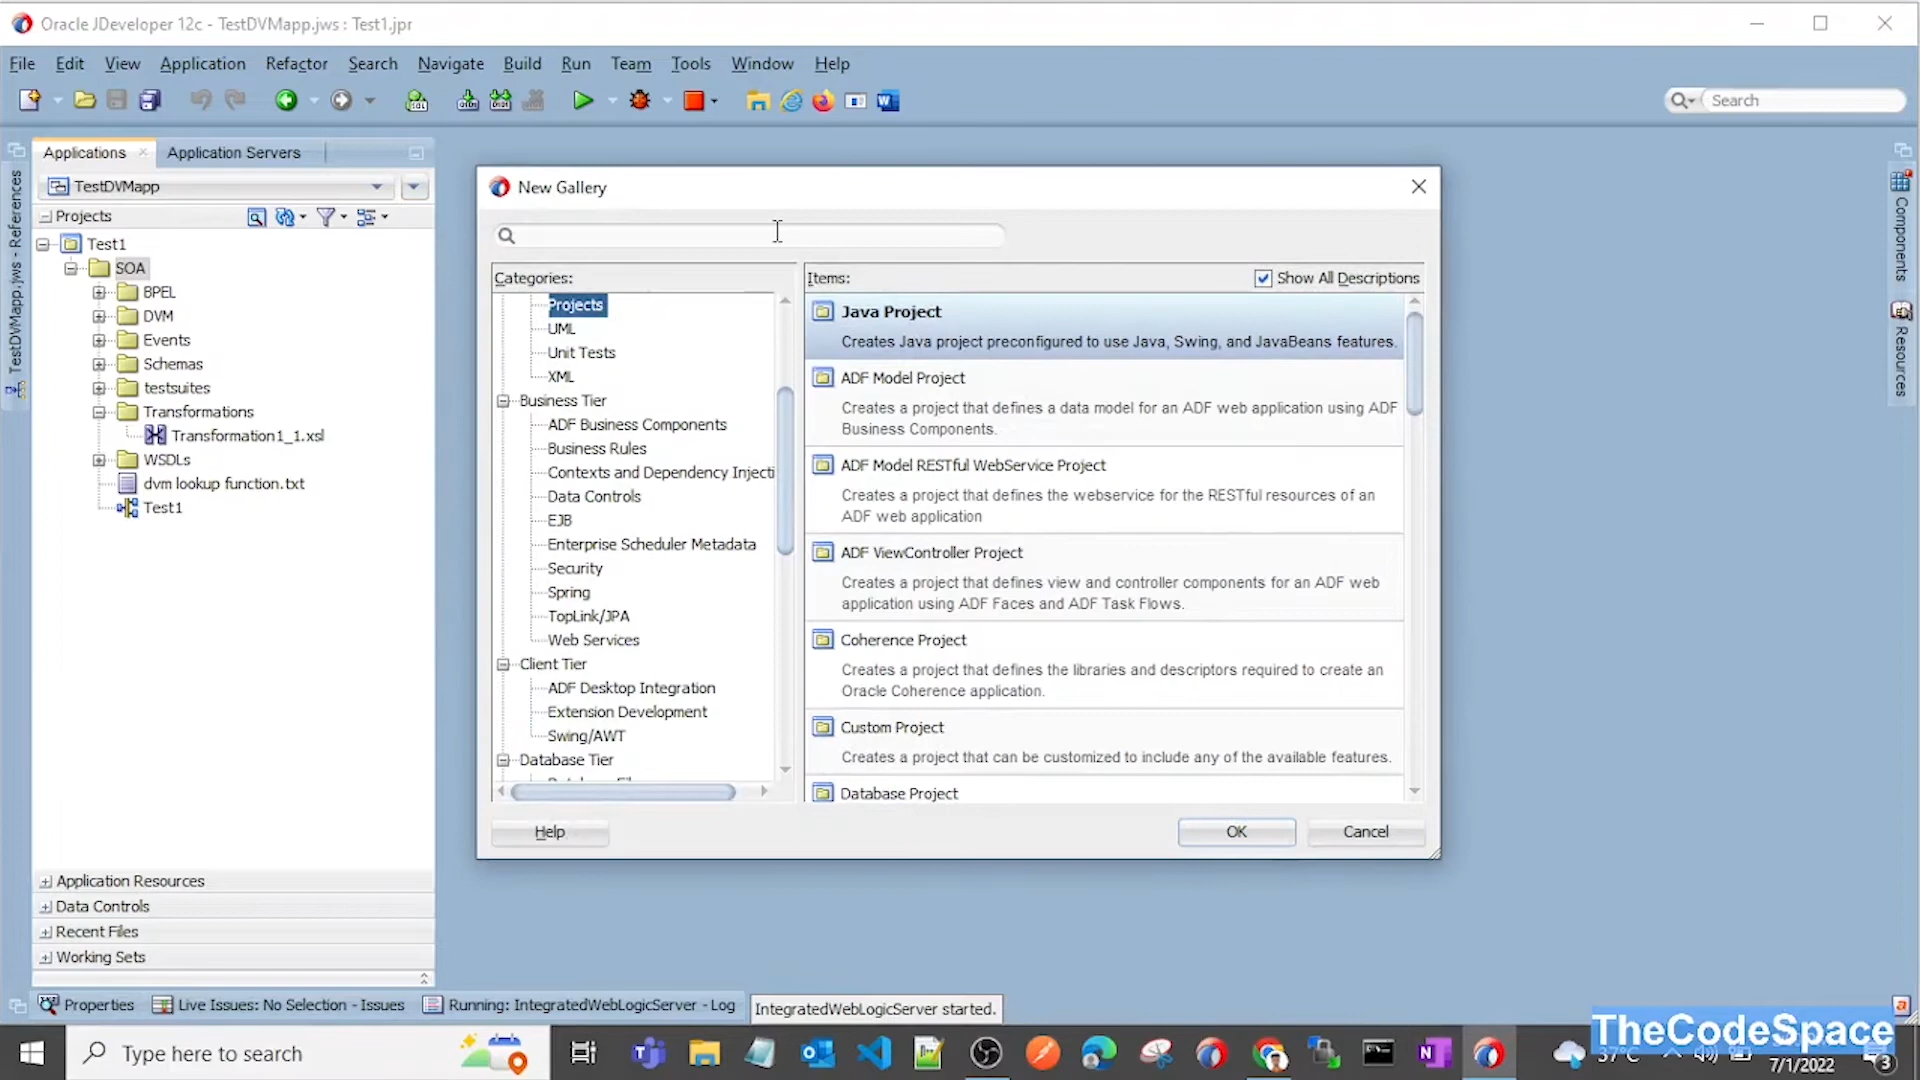 Oracle JDeveloper 12c - TestDVMapp.jws : Test1.jpr
File Edit View Application Refactor Search Navigate Build Run Team Tools Window Help
Search
Applications
Application Servers
TestDVMapp.jws - References
TestDVMapp
Projects
Test1
SOA
BPEL
DVM
Events
Schemas
testsuites
Transformations
Transformation1_1.xsl
WSDLs
dvm lookup function.txt
Test1
Application Resources
Data Controls
Recent Files
Working Sets
New Gallery
Categories:
Projects
UML
Unit Tests
XML
Business Tier
ADF Business Components
Business Rules
Contexts and Dependency Injecti
Data Controls
EJB
Enterprise Scheduler Metadata
Security
Spring
TopLink/JPA
Web Services
Client Tier
ADF Desktop Integration
Extension Development
Swing/AWT
Database Tier
Items:
Show All Descriptions
Java Project
Creates Java project preconfigured to use Java, Swing, and JavaBeans features.
ADF Model Project
Creates a project that defines a data model for an ADF web application using ADF
Business Components.
ADF Model RESTful WebService Project
Creates a project that defines the webservice for the RESTful resources of an
ADF web application
ADF ViewController Project
Creates a project that defines view and controller components for an ADF web
application using ADF Faces and ADF Task Flows.
Coherence Project
Creates a project that defines the libraries and descriptors required to create an
Oracle Coherence application.
Custom Project
Creates a project that can be customized to include any of the available features.
Database Project
Help
OK
Cancel
Components
Resources
Properties
Live Issues: No Selection - Issues
Running: IntegratedWebLogicServer - Log
IntegratedWebLogicServer started.
Type here to search
TheCodeSpace
37°C
7/1/2022
3